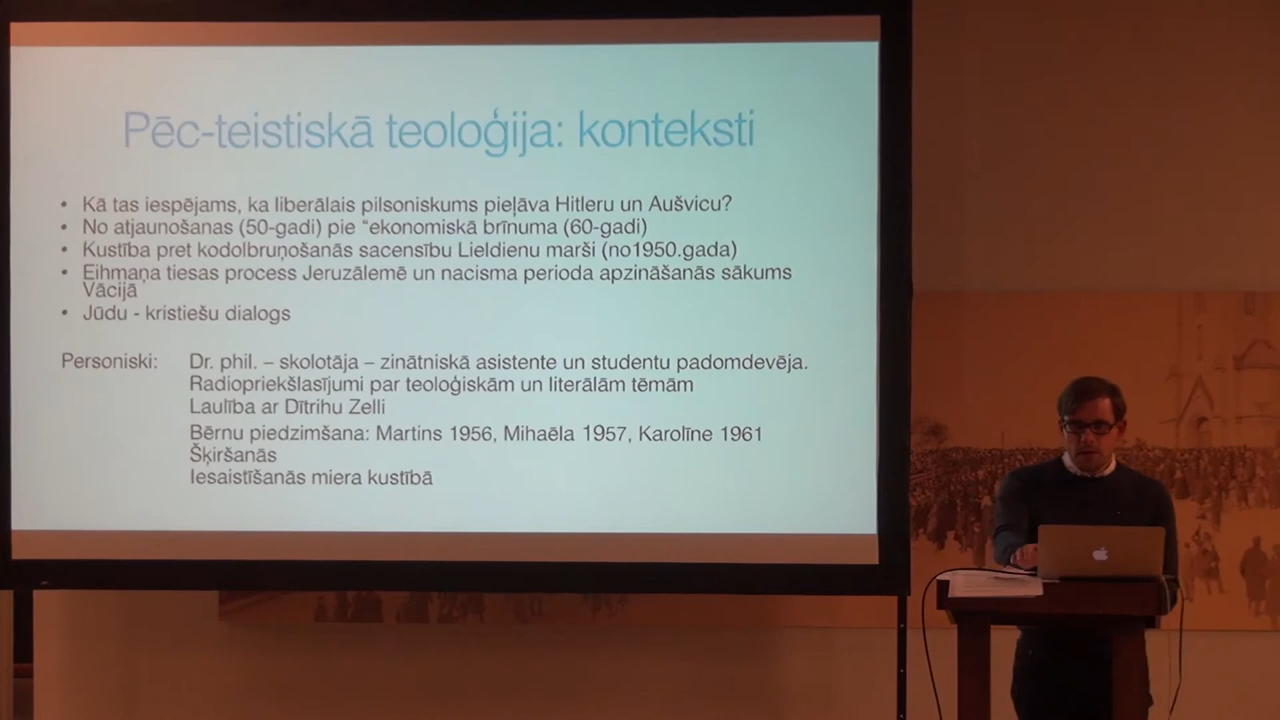 Pēc-teistiskā teoloģija: konteksti
• Kā tas iespējams, ka liberālais pilsoniskums pieļāva Hitleru un Aušvicu?
• No atjaunošanas (50-gadi) pie “ekonomiskā brīnuma (60-gadi)
• Kustība pret kodolbruņošanās sacensību Lieldienu marši (no1950.gada)
• Eihmaņa tiesas process Jeruzālemē un nacisma perioda apzināšanās sākums
Vācijā
• Jūdu - kristiešu dialogs
Personiski: Dr. phil. – skolotāja – zinātniskā asistente un studentu padomdevēja.
Radiopriekšlasījumi par teoloģiskām un literālām tēmām
Laulība ar Dītrihu Zelli
Bērnu piedzimšana: Martins 1956, Mihaēla 1957, Karolīne 1961
Šķiršanās
Iesaistīšanās miera kustībā